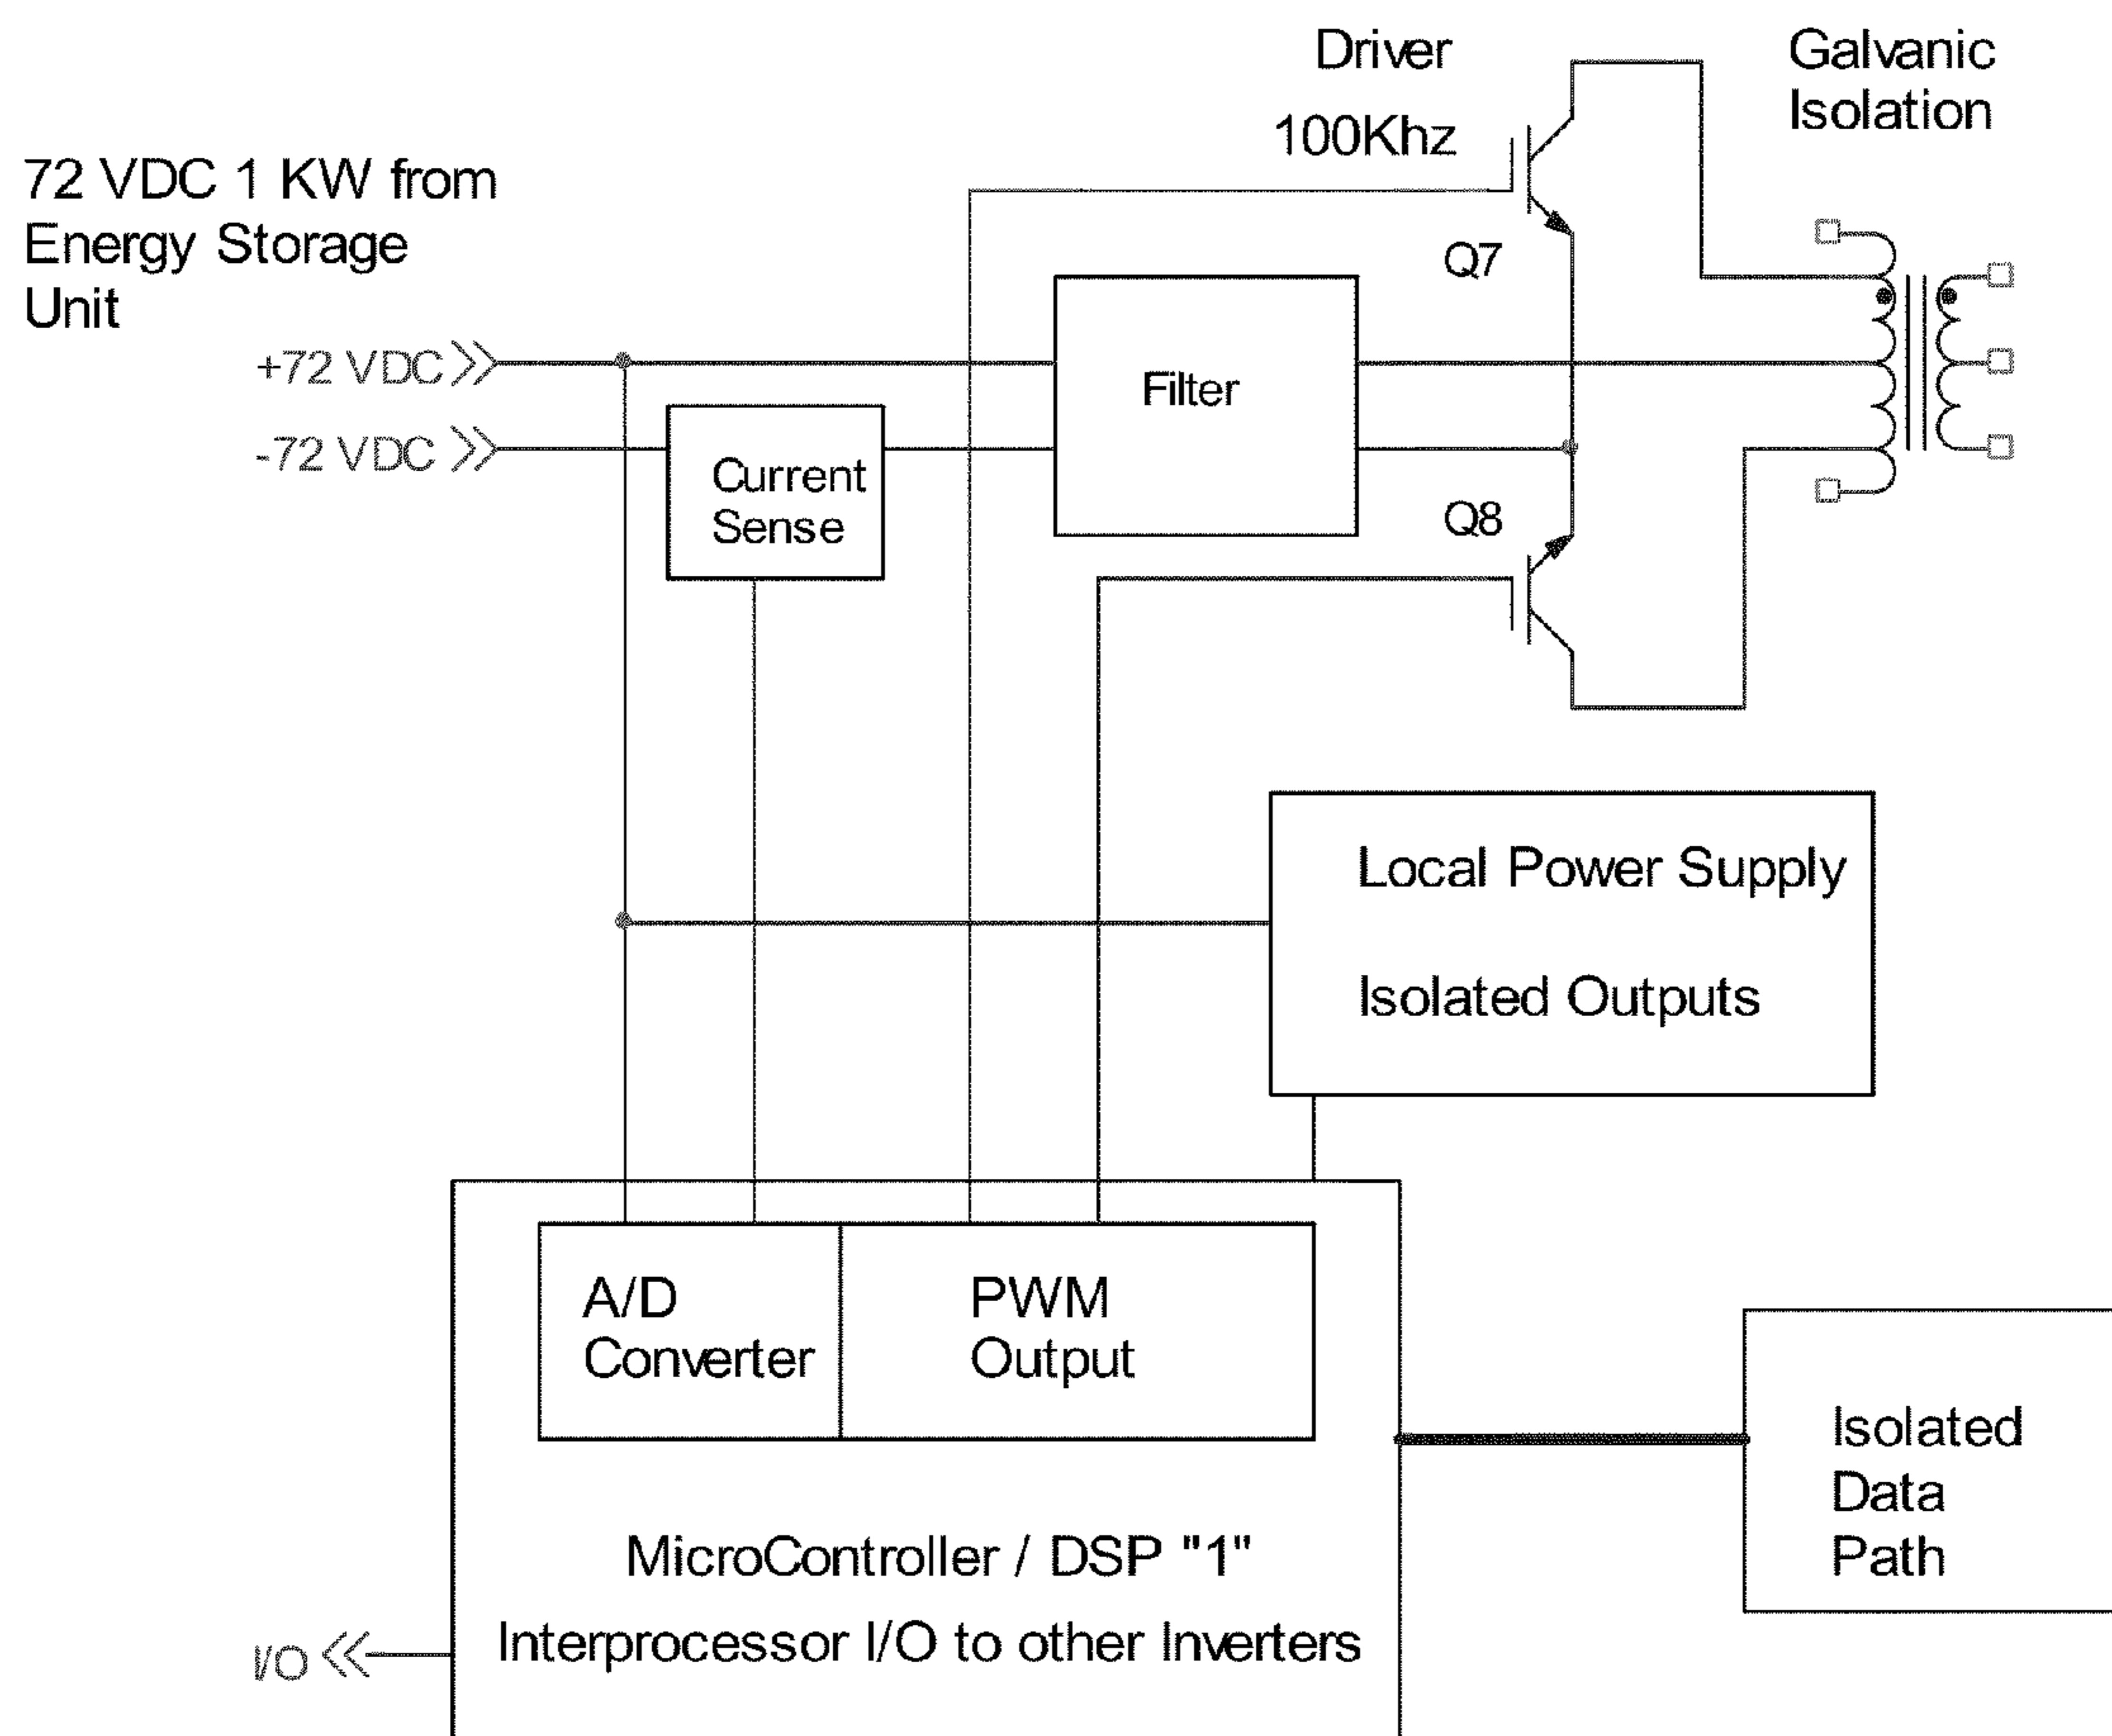 Driver
100Khz
Galvanic
Isolation
72 VDC 1 KW from
Energy Storage
Unit
Q7
+72 VDC
Filter
-72 VDC
Current
Sense
Q8
Local Power Supply
Isolated Outputs
A/D
Converter
PWM
Output
Isolated
Data
Path
MicroController / DSP "1"
Interprocessor I/O to other Inverters
I/O